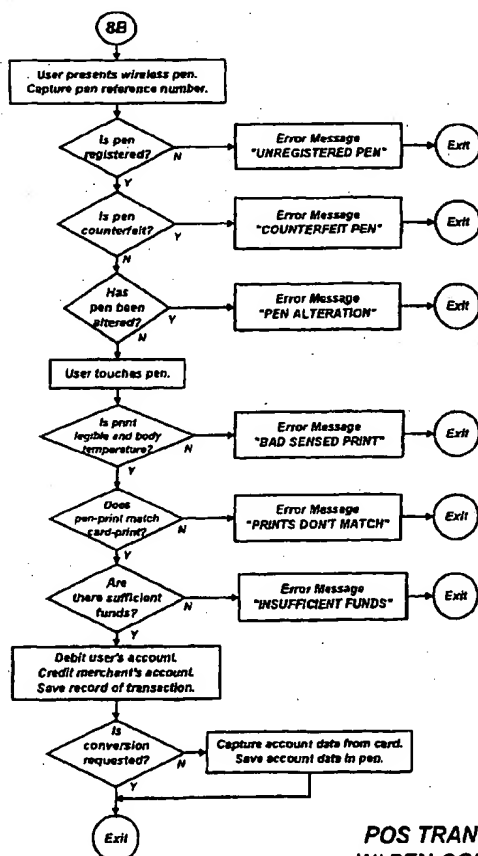 8B
User presents wireless pen.
Capture pen reference number.
Is pen
registered?
N
Error Message
"UNREGISTERED PEN"
Exit
Y
Is pen
counterfeit?
Y
Error Message
"COUNTERFEIT PEN"
Exit
N
Has
pen been
altered?
Y
Error Message
"PEN ALTERATION"
Exit
N
User touches pen.
Is print
legible and body
temperature?
N
Error Message
"BAD SENSED PRINT"
Exit
Y
Does
pen-print match
card-print?
N
Error Message
"PRINTS DON'T MATCH"
Exit
Y
Are
there sufficient
funds?
N
Error Message
"INSUFFICIENT FUNDS"
Exit
Y
Debit user's account.
Credit merchant's account.
Save record of transaction.
Is
conversion
requested?
N
Capture account data from card.
Save account data in pen.
Y
Exit
POS TRAN